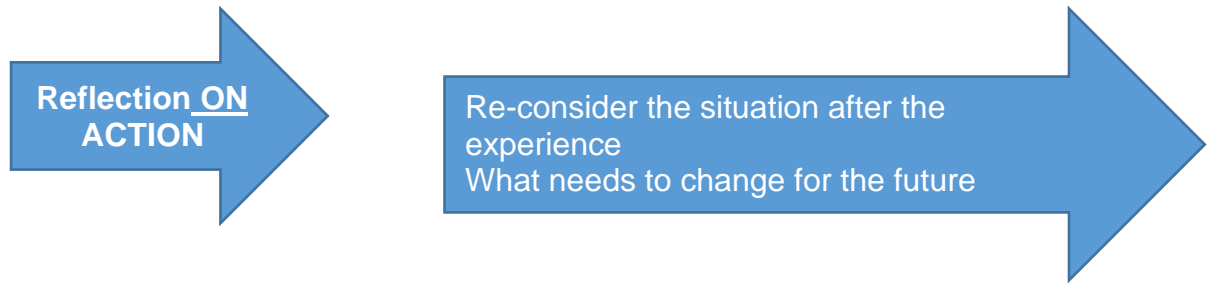 Reflection ON
ACTION
Re-consider the situation after the
experience
What needs to change for the future